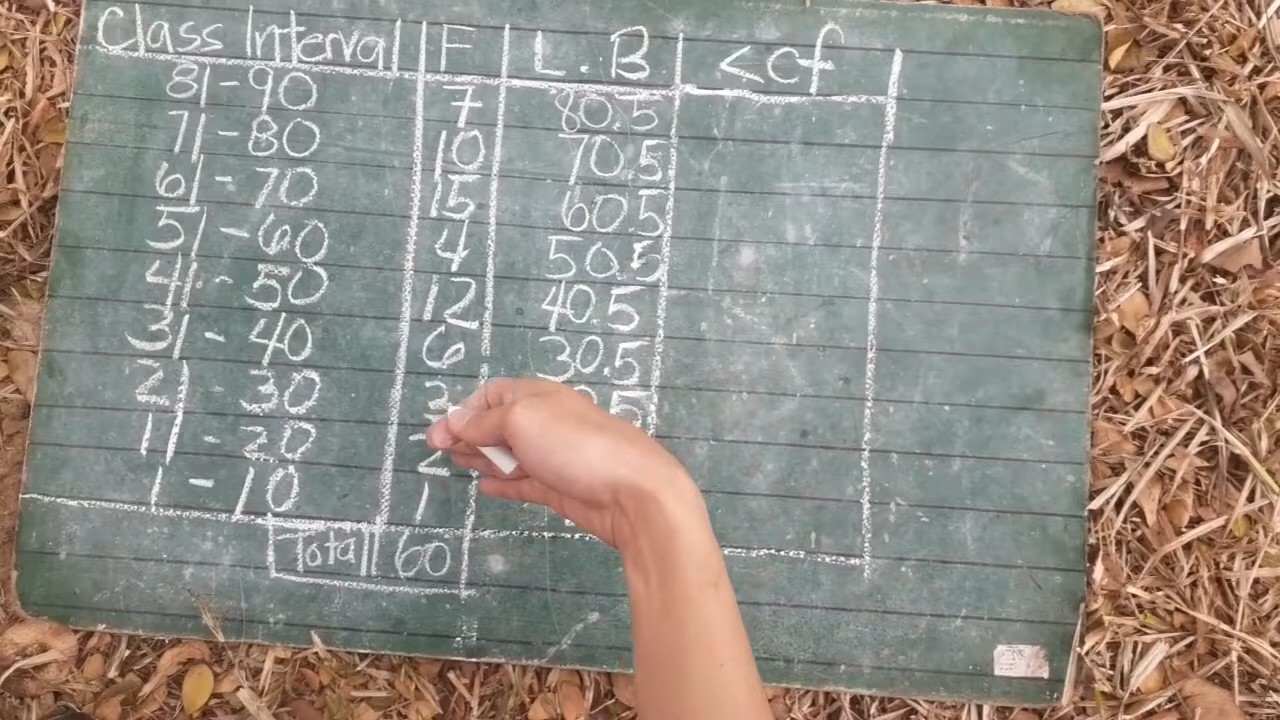 Class Interval F L.B <cf
81-90 7 80.5
71-80 10 70.5
61-70 15 60.5
51-60 4 50.5
41-50 12 40.5
31-40 6 30.5
21-30 3
11-20 2
1-10 1
Total 60